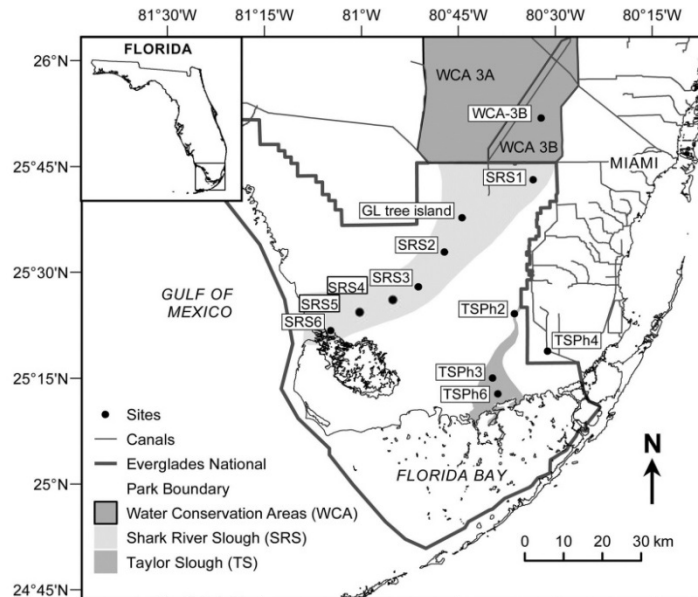 81°30'W 81°15'W 81°W 80°45'W 80°30'W 80°15'W
FLORIDA
26°N
WCA 3A
WCA-3B
WCA 3B
25°45'N
MIAMI
SRS1
GL tree island
SRS2
25°30'N
SRS3
SRS4
GULF OF
MEXICO
SRS5
SRS6
TSPh2
TSPh4
25°15'N
TSPh3
TSPh6
Sites
Canals
Everglades National
Park Boundary
N
25°N
FLORIDA BAY
Water Conservation Areas (WCA)
Shark River Slough (SRS)
Taylor Slough (TS)
0 10 20 30 km
24°45'N